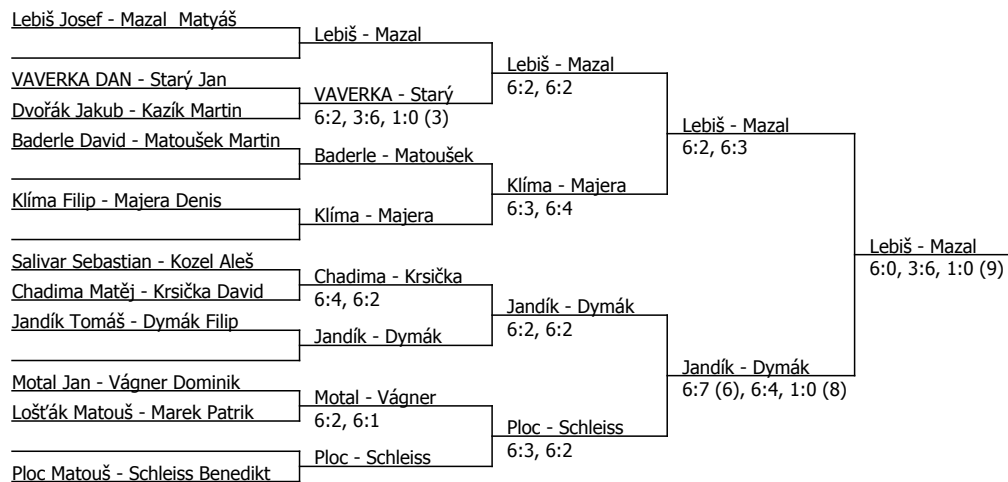 Lebiš Josef - Mazal  Matyáš
VAVERKA DAN - Starý Jan
Dvořák Jakub - Kazík Martin
Baderle David - Matoušek Martin
Klíma Filip - Majera Denis
Salivar Sebastian - Kozel Aleš
Chadima Matěj - Krsička David
Jandík Tomáš - Dymák Filip
Motal Jan - Vágner Dominik
Lošťák Matouš - Marek Patrik
Ploc Matouš - Schleiss Benedikt
Lebiš - Mazal
VAVERKA - Starý
6:2, 3:6, 1:0 (3)
Baderle - Matoušek
Klíma - Majera
Chadima - Krsička
6:4, 6:2
Jandík - Dymák
Motal - Vágner
6:2, 6:1
Ploc - Schleiss
Lebiš - Mazal
6:2, 6:2
Klíma - Majera
6:3, 6:4
Jandík - Dymák
6:2, 6:2
Ploc - Schleiss
6:3, 6:2
Lebiš - Mazal
6:2, 6:3
Jandík - Dymák
6:7 (6), 6:4, 1:0 (8)
Lebiš - Mazal
6:0, 3:6, 1:0 (9)